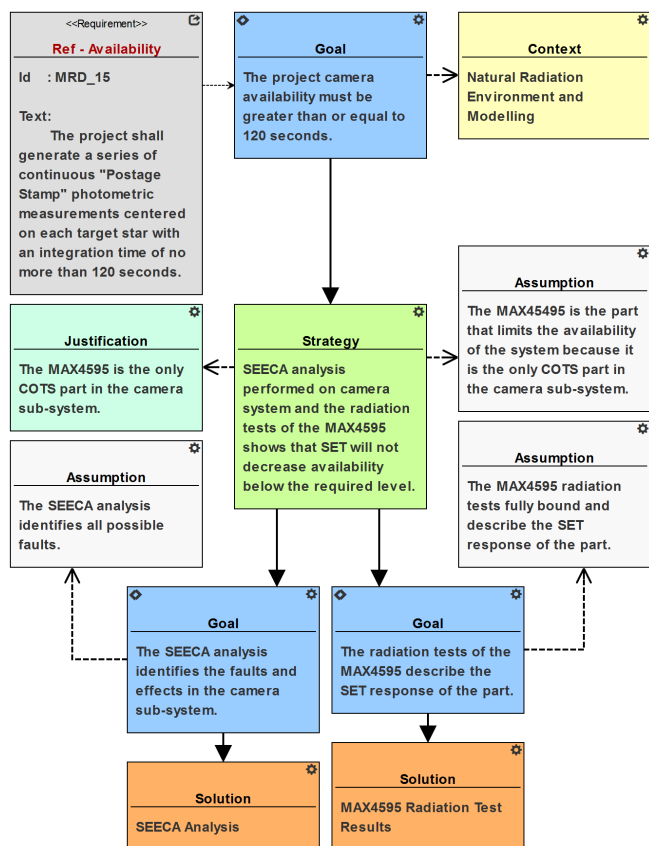 <<Requirement>>
Ref - Availability
Id    : MRD_15
Text:
The project shall
generate a series of
continuous "Postage
Stamp" photometric
measurements centered
on each target star with
an integration time of no
more than 120 seconds.
Goal
The project camera
availability must be
greater than or equal to
120 seconds.
Context
Natural Radiation
Environment and
Modelling
Justification
The MAX4595 is the only
COTS part in the camera
sub-system.
Strategy
SEECA analysis
performed on camera
system and the radiation
tests of the MAX4595
shows that SET will not
decrease availability
below the required level.
Assumption
The MAX45495 is the part
that limits the availability
of the system because it
is the only COTS part in
the camera sub-system.
Assumption
The SEECA analysis
identifies all possible
faults.
Assumption
The MAX4595 radiation
tests fully bound and
describe the SET
response of the part.
Goal
The SEECA analysis
identifies the faults and
effects in the camera
sub-system.
Goal
The radiation tests of the
MAX4595 describe the
SET response of the part.
Solution
SEECA Analysis
Solution
MAX4595 Radiation Test
Results